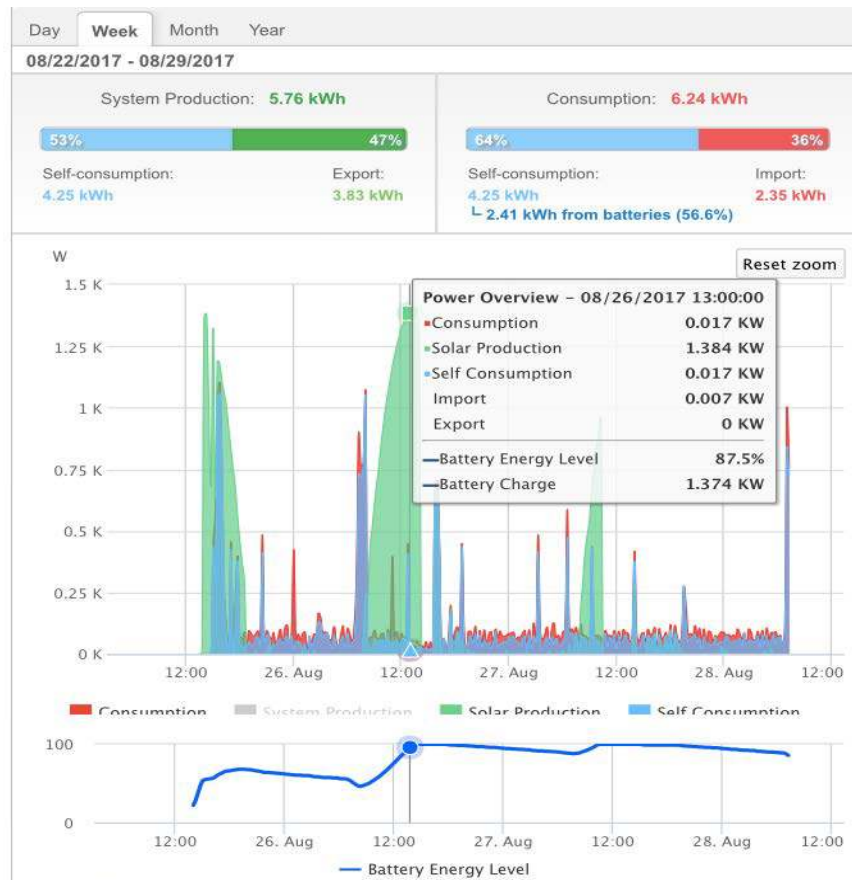 Day Week Month Year
08/22/2017 - 08/29/2017
System Production: 5.76 kWh
53% 47%
Self-consumption: Export:
4.25 kWh 3.83 kWh
Consumption: 6.24 kWh
64% 36%
Self-consumption: Import:
4.25 kWh 2.35 kWh
2.41 kWh from batteries (56.6%)
W
Reset zoom
1.5 K
1.25 K
1 K
0.75 K
0.5 K
0.25 K
0 K
Power Overview - 08/26/2017 13:00:00
Consumption 0.017 KW
Solar Production 1.384 KW
Self Consumption 0.017 KW
Import 0.007 KW
Export 0 KW
Battery Energy Level 87.5%
Battery Charge 1.374 KW
12:00 26. Aug 12:00 27. Aug 12:00 28. Aug 12:00
Consumption System Production Solar Production Self Consumption
100
0
12:00 26. Aug 12:00 27. Aug 12:00 28. Aug 12:00
Battery Energy Level